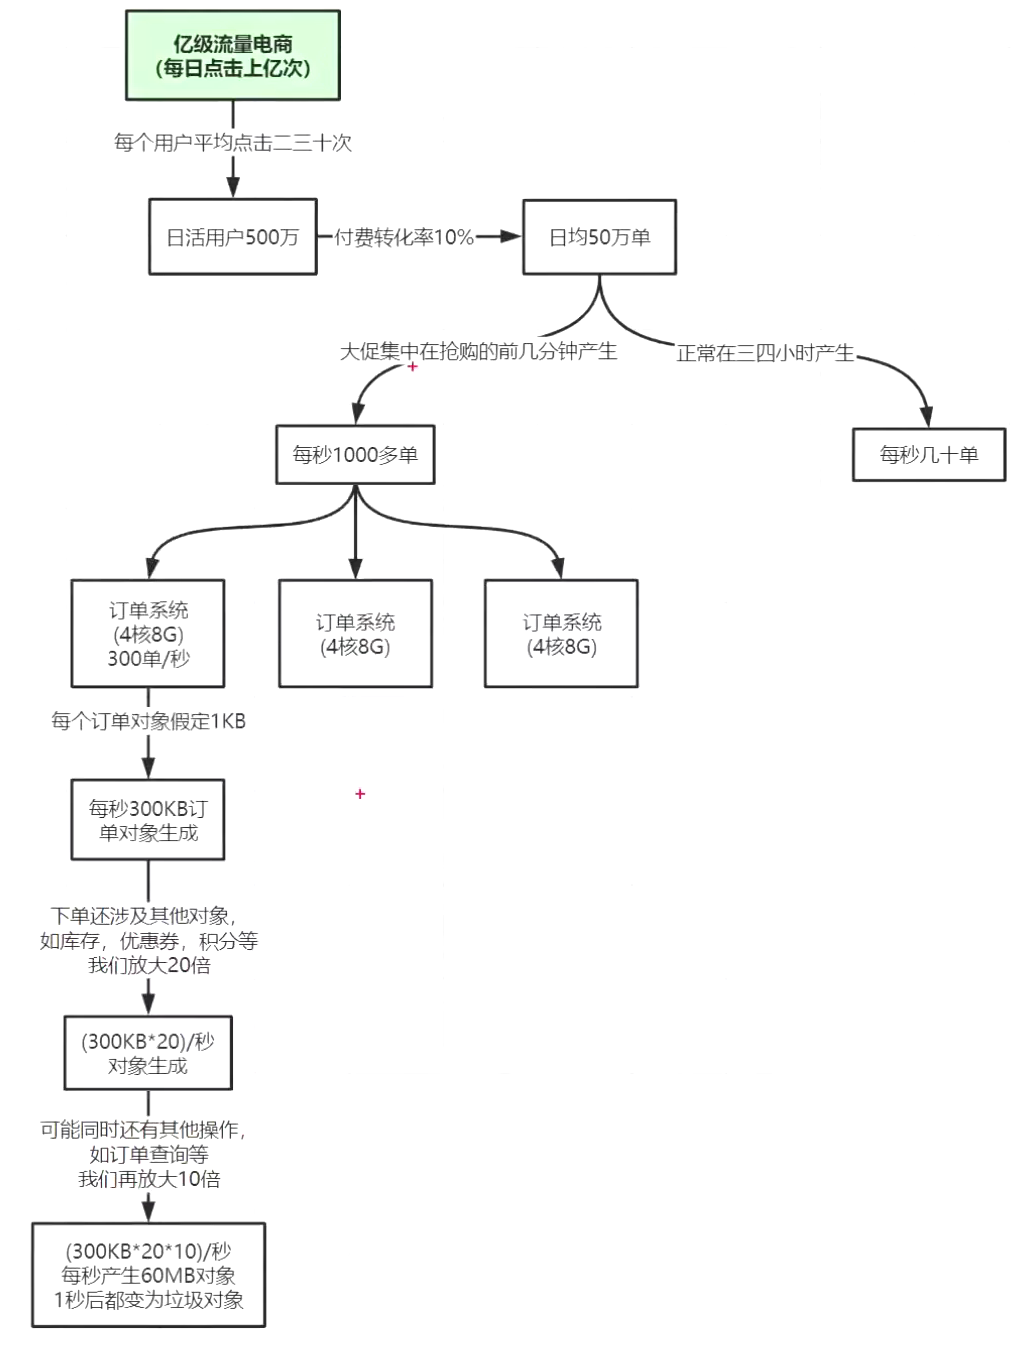 亿级流量电商
（每日点击上亿次）
每个用户平均点击二三十次
日活用户500万
付费转化率10%
日均50万单
大促集中在抢购的前几分钟产生
正常在三四小时产生
每秒1000多单
每秒几十单
订单系统
(4核8G)
300单/秒
订单系统
(4核8G)
订单系统
(4核8G)
每个订单对象假定1KB
每秒300KB订
单对象生成
下单还涉及其他对象，
如库存，优惠券，积分等
我们放大20倍
(300KB*20)/秒
对象生成
可能同时还有其他操作，
如订单查询等
我们再放大10倍
(300KB*20*10)/秒
每秒产生60MB对象
1秒后都变为垃圾对象